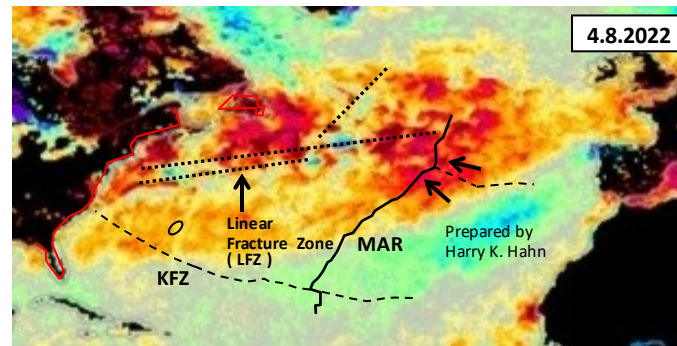 4.8.2022
Linear
Fracture Zone
( LFZ )
MAR
Prepared by
Harry K. Hahn
KFZ